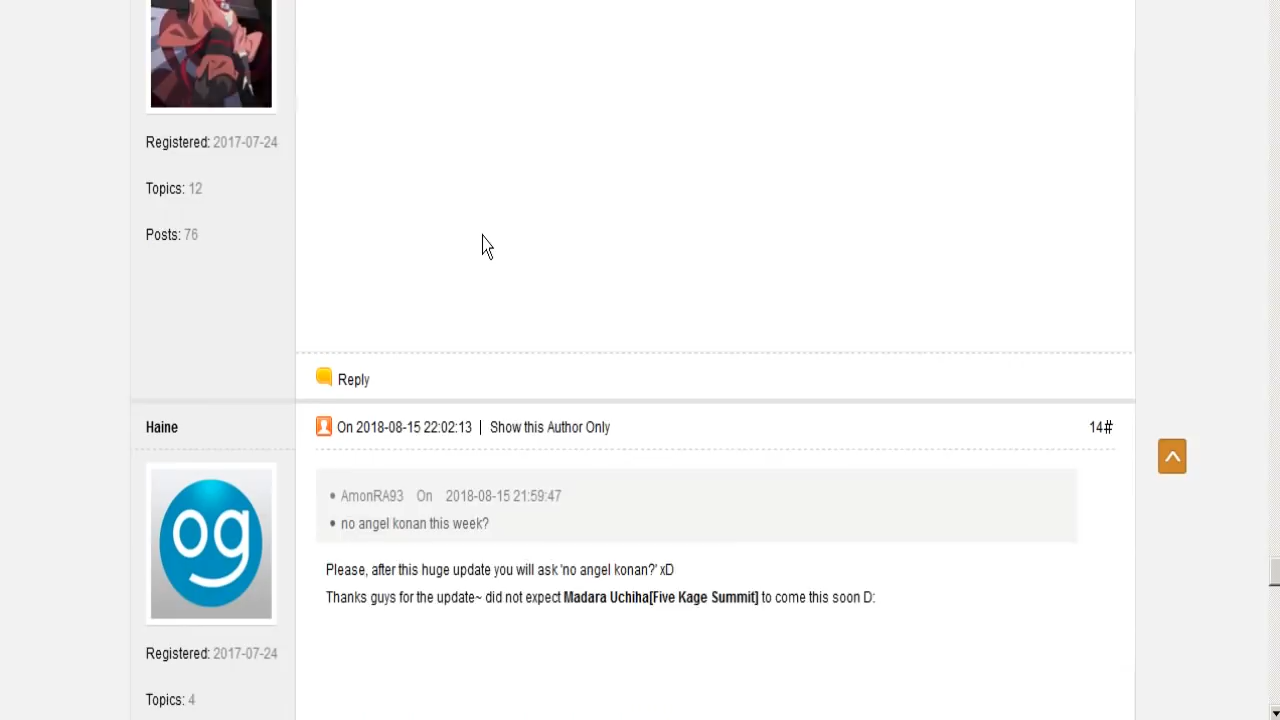 Registered: 2017-07-24
Topics: 12
Posts: 76
Reply
Haine
On 2018-08-15 22:02:13 | Show this Author Only
14#
og
• AmonRA93 On 2018-08-15 21:59:47
• no angel konan this week?
Please, after this huge update you will ask 'no angel konan?' xD
Thanks guys for the update~ did not expect Madara Uchiha[Five Kage Summit] to come this soon D:
Registered: 2017-07-24
Topics: 4